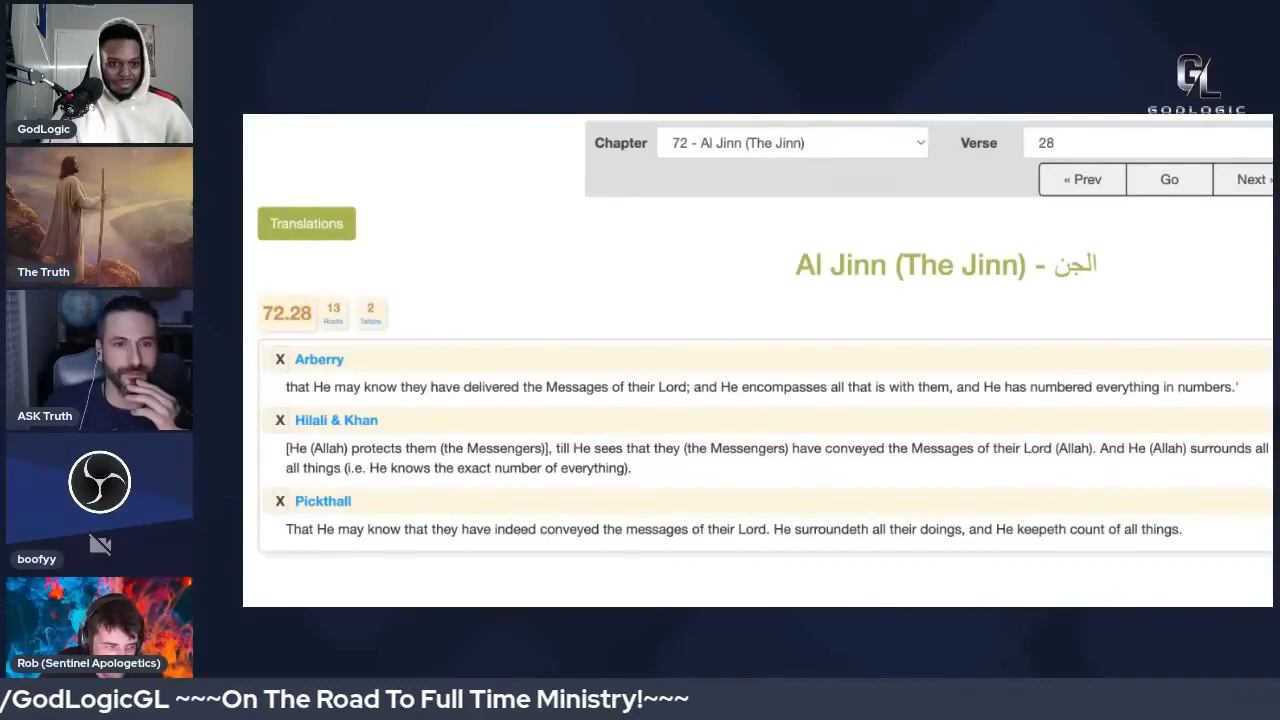 GodLogic
The Truth
ASK Truth
boofyy
Rob (Sentinel Apologetics)
GL
GODLOGIC
Chapter
72 - Al Jinn (The Jinn)
Verse
28
« Prev
Go
Next ›
Translations
Al Jinn (The Jinn) - الجن
72.28
13
Roots
2
Tafsirs
X Arberry
that He may know they have delivered the Messages of their Lord; and He encompasses all that is with them, and He has numbered everything in numbers.'
X Hilali & Khan
[He (Allah) protects them (the Messengers)], till He sees that they (the Messengers) have conveyed the Messages of their Lord (Allah). And He (Allah) surrounds all
all things (i.e. He knows the exact number of everything).
X Pickthall
That He may know that they have indeed conveyed the messages of their Lord. He surroundeth all their doings, and He keepeth count of all things.
/GodLogicGL ~~~On The Road To Full Time Ministry!~~~